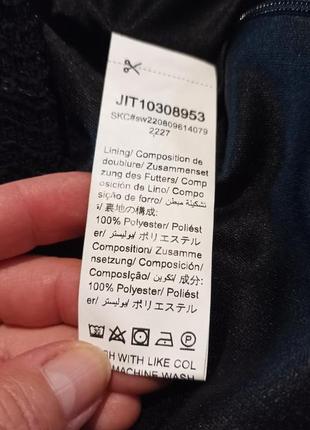 JIT10308953
SKC#sw220809614079
2227
Lining/ Composition de
doublure/ Zusammenset
zung des Futters/ Comp
osición de Lino/ Compo
sição de forro/ تشكيلة مبطن
/ 裏地の構成:
100% Polyester/ Poliést
er/ بوليستر/ ポリエステル
Composition/ Zusamme
nsetzung/ Composición/
Composição/ تكوين/ 成分:
100% Polyester/ Poliést
er/ بوليستر/ ポリエステル
P
WITH LIKE COL
MACHINE WASH